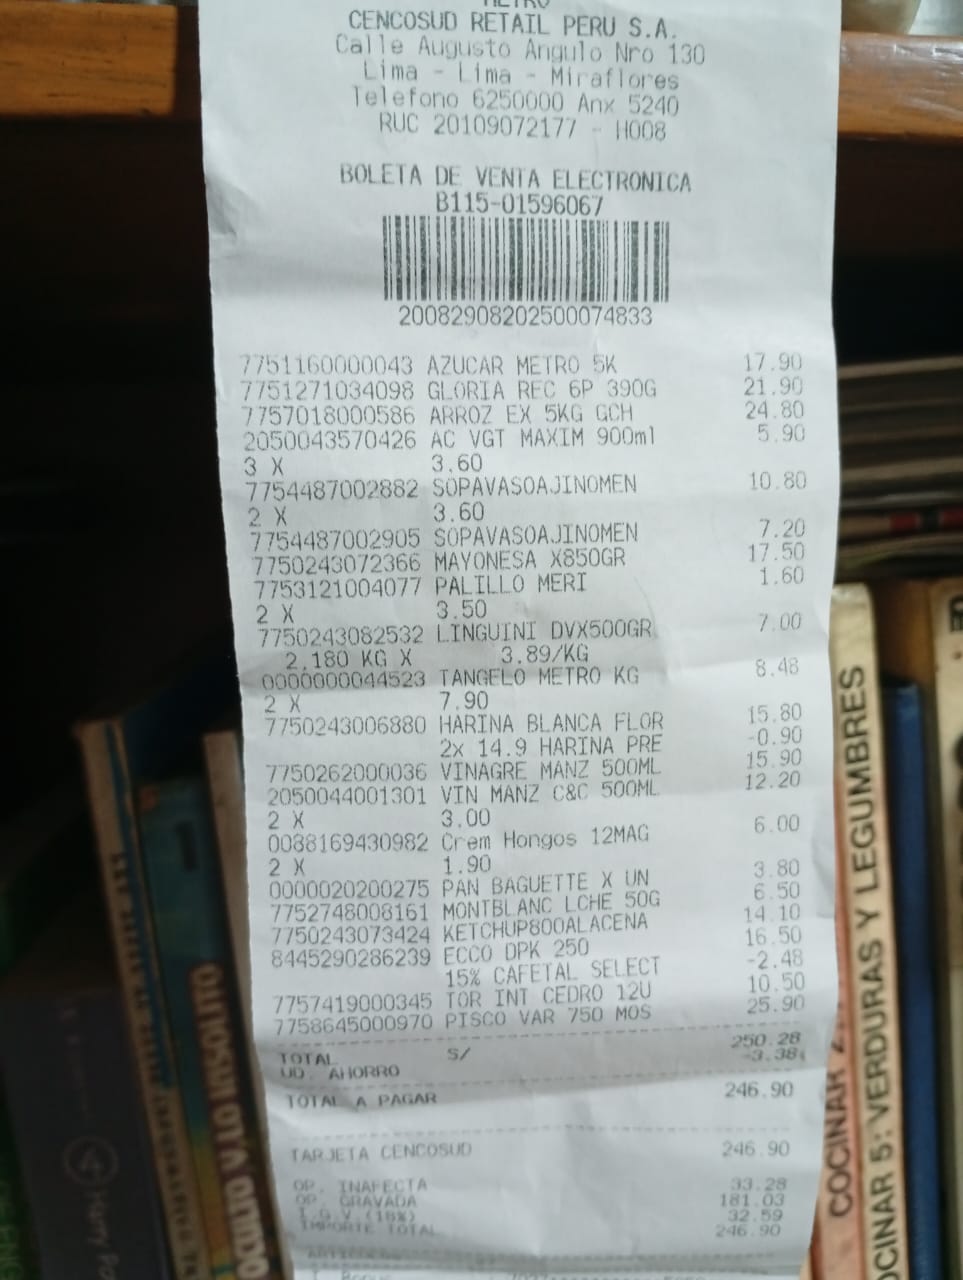 METRO
CENCOSUD RETAIL PERU S.A.
Calle Augusto Angulo Nro 130
Lima - Lima - Miraflores
Telefono 6250000 Anx 5240
RUC 20109072177 - H008
BOLETA DE VENTA ELECTRONICA
B115-01596067
20082908202500074833
7751160000043 AZUCAR METRO 5K 17.90
7751271034098 GLORIA REC 6P 390G 21.90
7757018000586 ARROZ EX 5KG GCH 24.80
2050043570426 AC VGT MAXIM 900ml 5.90
3 X 3.60
7754487002882 SOPAVASOAJINOMEN 10.80
2 X 3.60
7754487002905 SOPAVASOAJINOMEN 7.20
7750243072366 MAYONESA X850GR 17.50
7753121004077 PALILLO MERI 1.60
2 X 3.50
7750243082532 LINGUINI DVX500GR 7.00
2.180 KG X 3.89/KG
0000000044523 TANGELO METRO KG 8.48
2 X 7.90
7750243006880 HARINA BLANCA FLOR 15.80
2x 14.9 HARINA PRE -0.90
7750262000036 VINAGRE MANZ 500ML 15.90
2050044001301 VIN MANZ C&C 500ML 12.20
2 X 3.00
0088169430982 Crem Hongos 12MAG 6.00
2 X 1.90
0000020200275 PAN BAGUETTE X UN 3.80
7752748008161 MONTBLANC LCHE 50G 6.50
7750243073424 KETCHUP800ALACENA 14.10
8445290286239 ECCO DPK 250 16.50
15% CAFETAL SELECT -2.48
7757419000345 TOR INT CEDRO 12U 10.50
7758645000970 PISCO VAR 750 MOS 25.90
TOTAL S/ 250.28
UD. AHORRO -3.38
TOTAL A PAGAR 246.90
TARJETA CENCOSUD 246.90
OP. INAFECTA 33.28
OP. GRAVADA 181.03
I.G.V.(18%) 32.59
IMPORTE TOTAL 246.90
OCULTO Y LO INSOLITO
COCINAR
COCINAR 5: VERDURAS Y LEGUMBRES